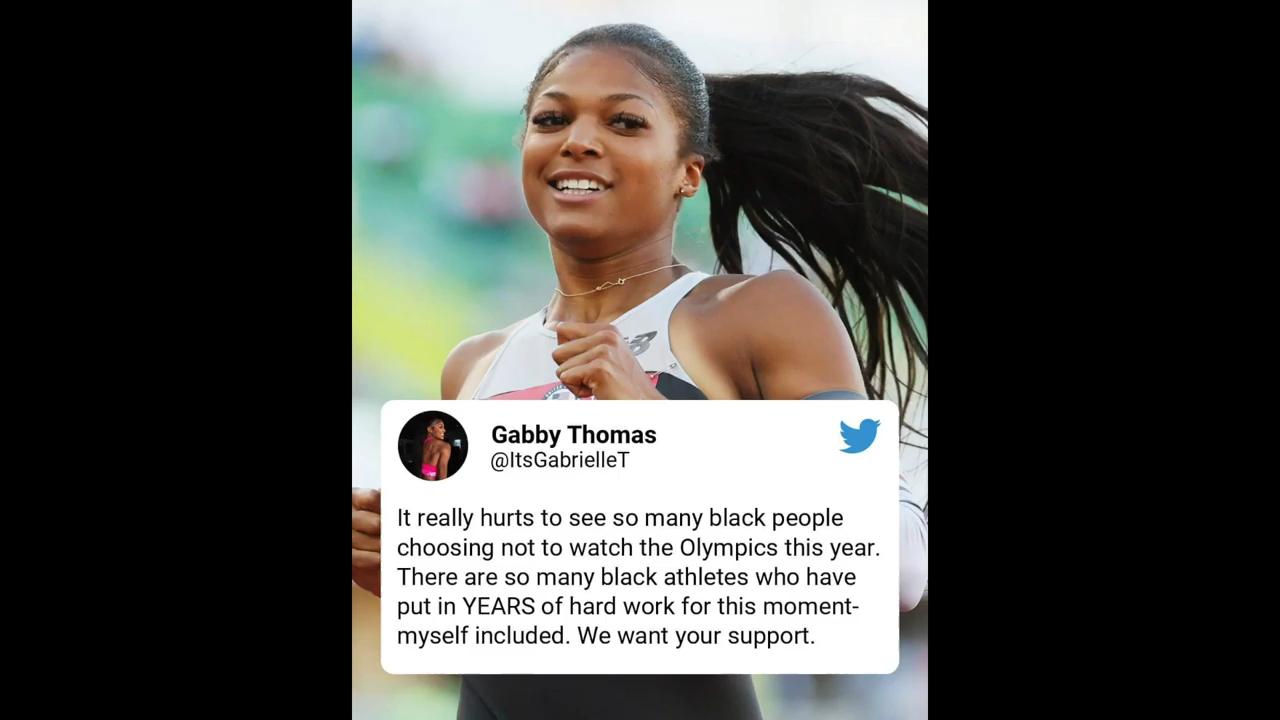 Gabby Thomas
@ItsGabrielleT
It really hurts to see so many black people
choosing not to watch the Olympics this year.
There are so many black athletes who have
put in YEARS of hard work for this moment-
myself included. We want your support.